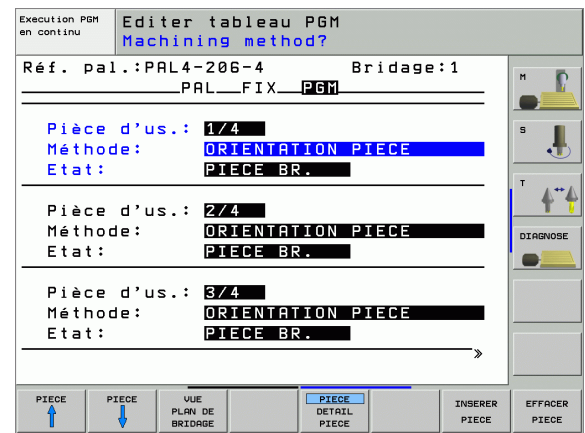 Execution PGM
en continu
Editer tableau PGM
Machining method?
Réf. pal.:PAL4-206-4 Bridage:1
PAL FIX PGM
Pièce d'us.: 1/4
Méthode: ORIENTATION PIECE
Etat: PIECE BR.
Pièce d'us.: 2/4
Méthode: ORIENTATION PIECE
Etat: PIECE BR.
Pièce d'us.: 3/4
Méthode: ORIENTATION PIECE
Etat: PIECE BR.
»
M
S
T
DIAGNOSE
PIECE
PIECE
VUE
PLAN DE
BRIDAGE
PIECE
DETAIL
PIECE
INSERER
PIECE
EFFACER
PIECE